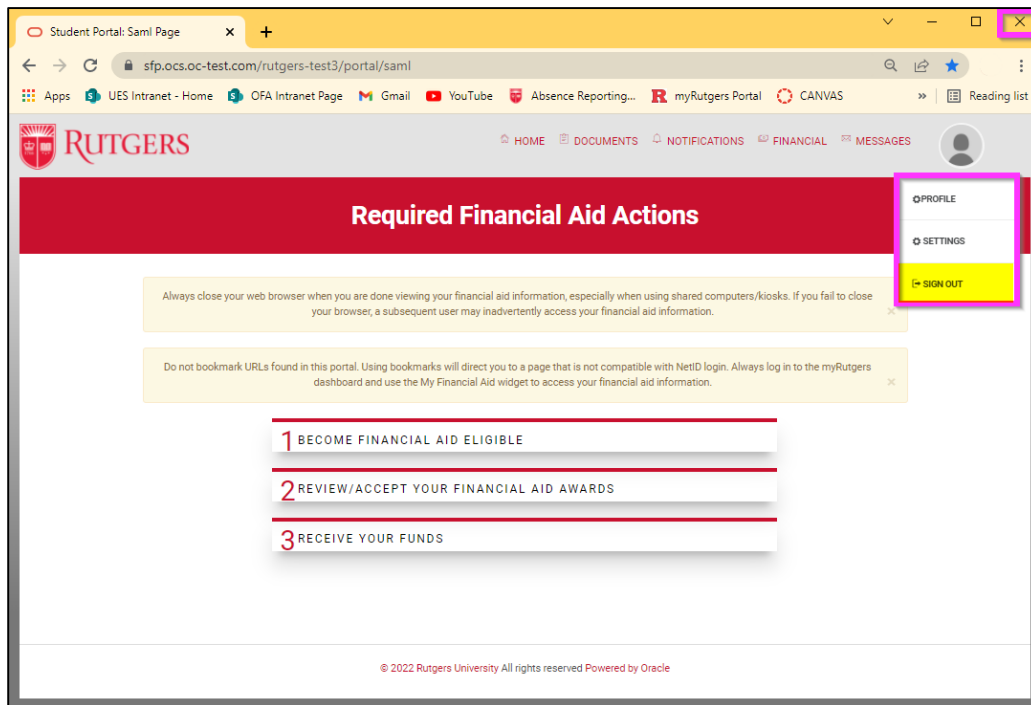 Student Portal: Saml Page
sfp.ocs.oc-test.com/rutgers-test3/portal/saml
Apps UES Intranet - Home OFA Intranet Page Gmail YouTube Absence Reporting... myRutgers Portal CANVAS » Reading list
RUTGERS HOME DOCUMENTS NOTIFICATIONS FINANCIAL MESSAGES
PROFILE
Required Financial Aid Actions
SETTINGS
SIGN OUT
Always close your web browser when you are done viewing your financial aid information, especially when using shared computers/kiosks. If you fail to close
your browser, a subsequent user may inadvertently access your financial aid information.
Do not bookmark URLs found in this portal. Using bookmarks will direct you to a page that is not compatible with NetID login. Always log in to the myRutgers
dashboard and use the My Financial Aid widget to access your financial aid information.
1 BECOME FINANCIAL AID ELIGIBLE
2 REVIEW/ACCEPT YOUR FINANCIAL AID AWARDS
3 RECEIVE YOUR FUNDS
© 2022 Rutgers University All rights reserved Powered by Oracle